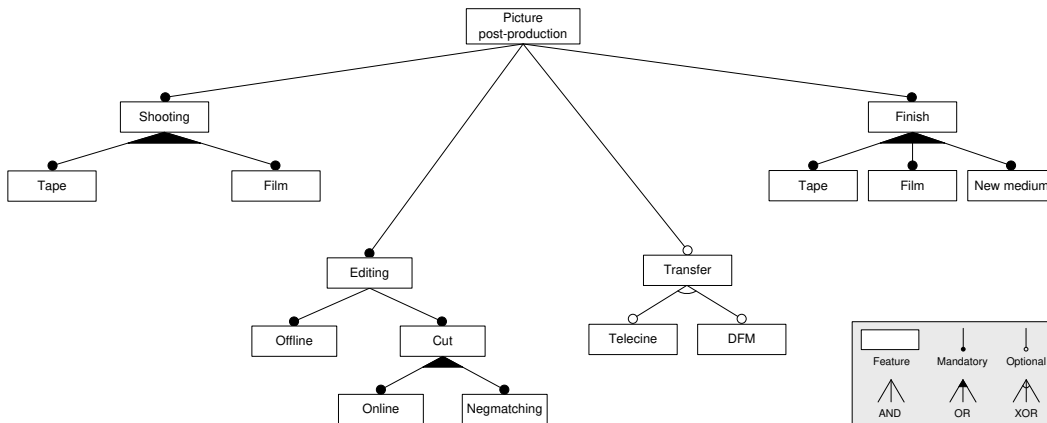 Picture
post-production
Shooting
Finish
Tape
Film
Tape
Film
New medium
Editing
Transfer
Offline
Cut
Telecine
DFM
Online
Negmatching
Feature
Mandatory
Optional
AND
OR
XOR